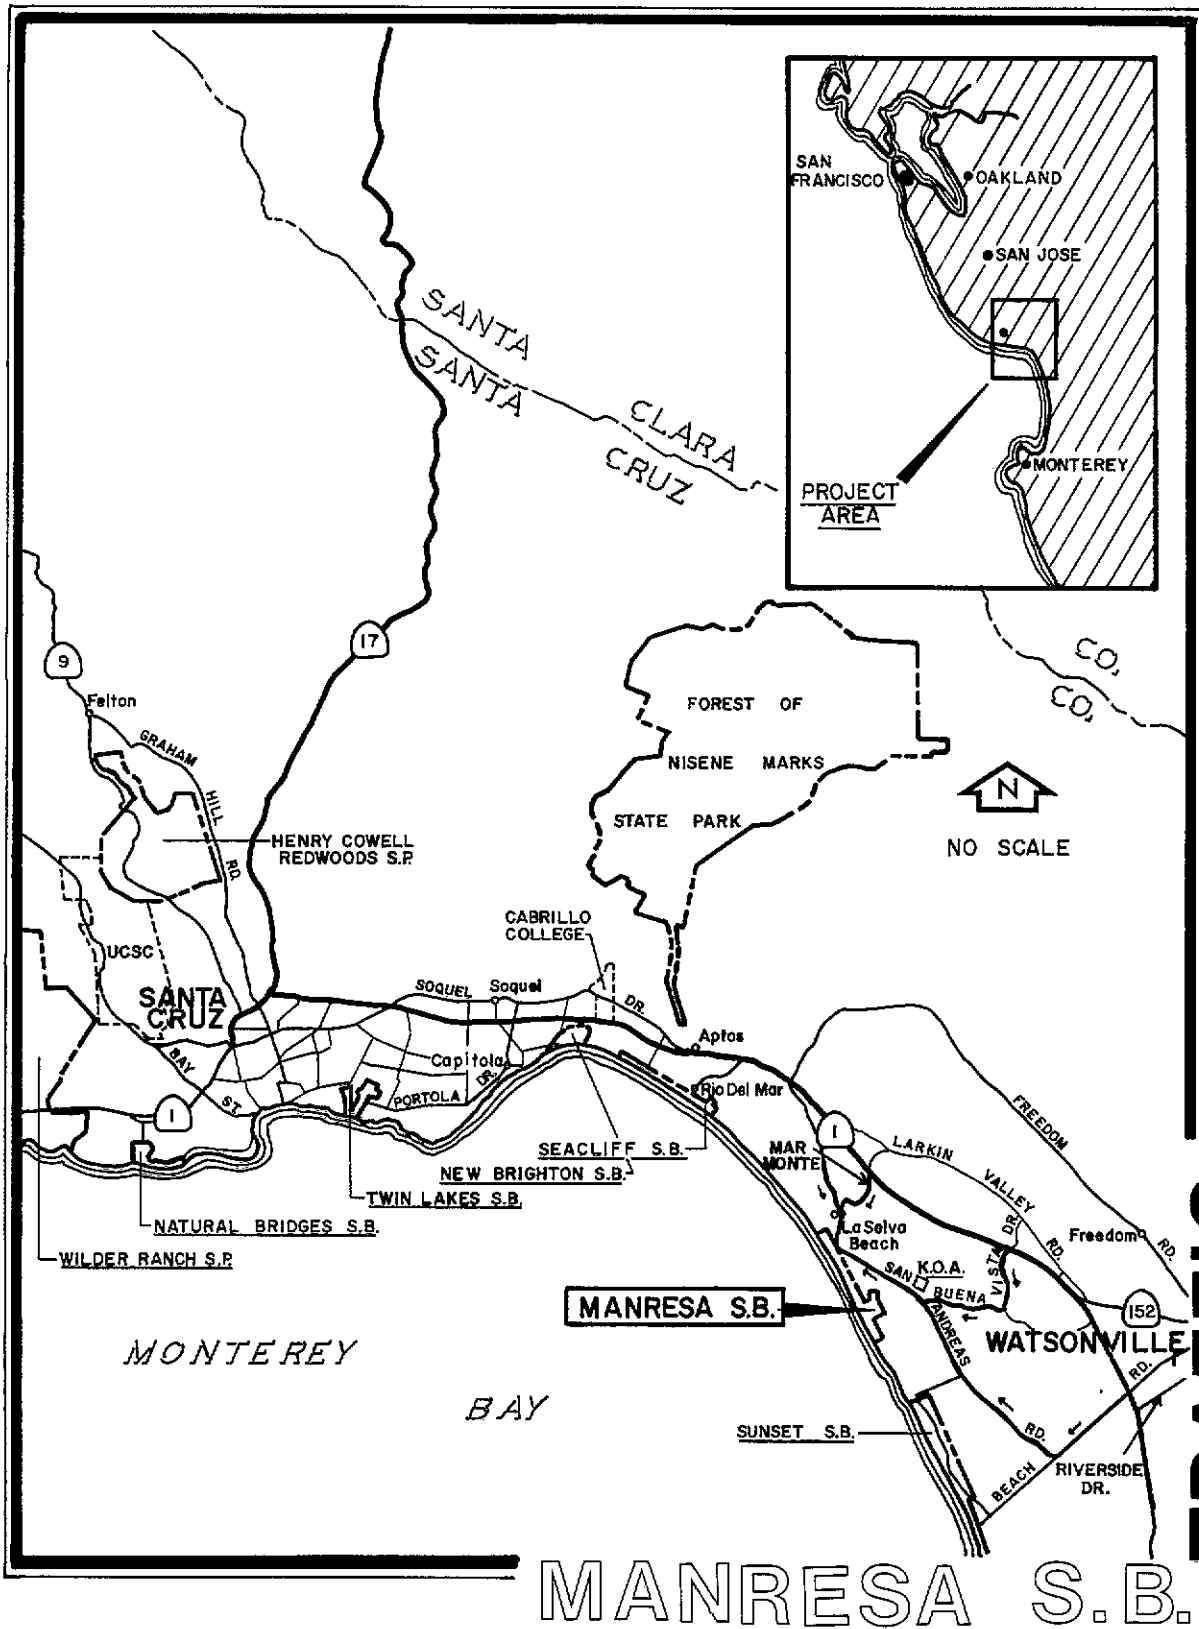 SAN
FRANCISCO
OAKLAND
SAN JOSE
MONTEREY
PROJECT
AREA
SANTA CLARA CO.
SANTA CRUZ CO.
17
9
Felton
GRAHAM HILL RD.
HENRY COWELL
REDWOODS S.P.
FOREST OF
NISENE MARKS
STATE PARK
N
NO SCALE
UCSC
SANTA
CRUZ
CABRILLO
COLLEGE
SOQUEL DR.
Soquel
Aptos
Capitola
Rio Del Mar
BAY ST.
PORTOLA DR.
1
1
SEACLIFF S.B.
NEW BRIGHTON S.B.
TWIN LAKES S.B.
NATURAL BRIDGES S.B.
WILDER RANCH S.P.
MAR
MONTE
LARKIN VALLEY RD.
FREEDOM RD.
Freedom
La Selva
Beach
K.O.A.
SAN ANDREAS RD.
BUENA VISTA DR.
152
WATSONVILLE
MANRESA S.B.
MONTEREY
BAY
SUNSET S.B.
BEACH RD.
RIVERSIDE
DR.
MANRESA S.B.